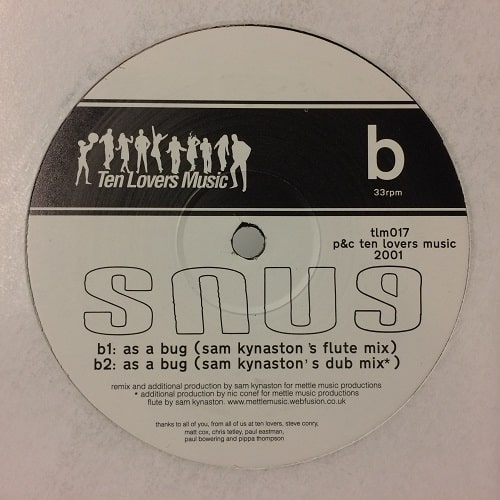 Ten Lovers Music
b
33rpm
tlm017
p&c ten lovers music
2001
snug
b1: as a bug (sam kynaston's flute mix)
b2: as a bug (sam kynaston's dub mix*)
remix and additional production by sam kynaston for mettle music productions
* additional production by nic conef for mettle music productions
flute by sam kynaston. www.mettlemusic.webfusion.co.uk
thanks to all of you, from all of us at ten lovers, steve conry,
matt cox, chris tetley, paul eastman,
paul bowering and pippa thompson